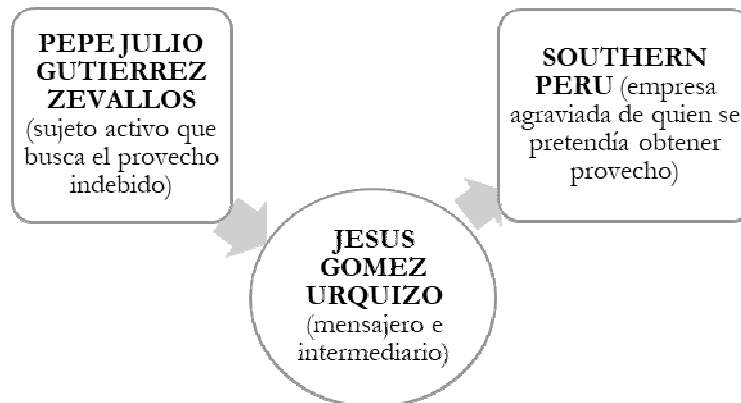 PEPE JULIO
GUTIERREZ
ZEVALLOS
(sujeto activo que
busca el provecho
indebido)
SOUTHERN
PERU (empresa
agraviada de quien se
pretendía obtener
provecho)
JESUS
GOMEZ
URQUIZO
(mensajero e
intermediario)